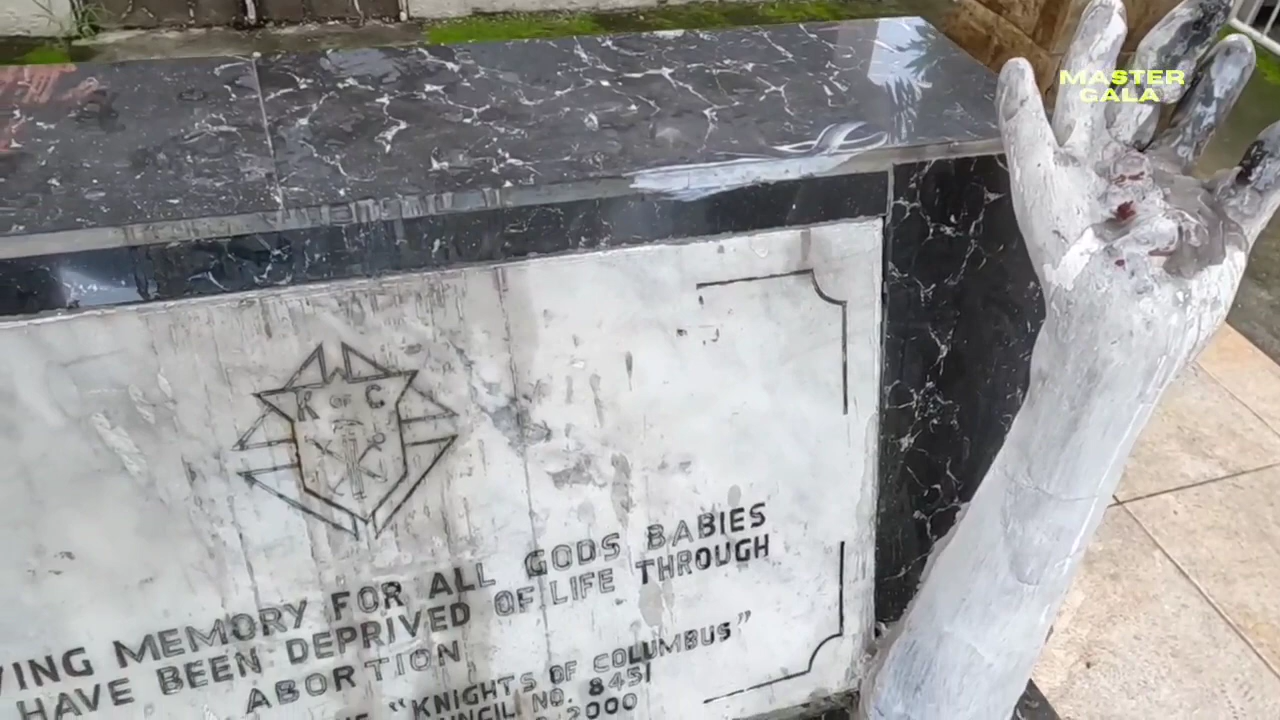 MASTER
GALA
K OF C
VING MEMORY FOR ALL GODS BABIES
HAVE BEEN DEPRIVED OF LIFE THROUGH
ABORTION
"KNIGHTS OF COLUMBUS"
UNCIL NO. 8451
2000